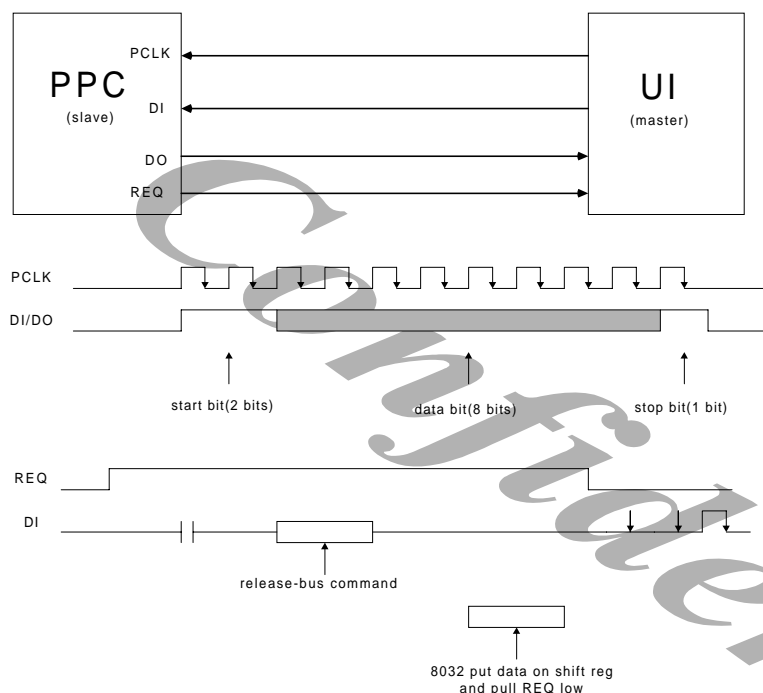 PCLK
PPC
(slave)
UI
(master)
DI
DO
REQ
PCLK
DI/DO
start bit(2 bits)
data bit(8 bits)
stop bit(1 bit)
REQ
DI
release-bus command
8032 put data on shift reg
and pull REQ low